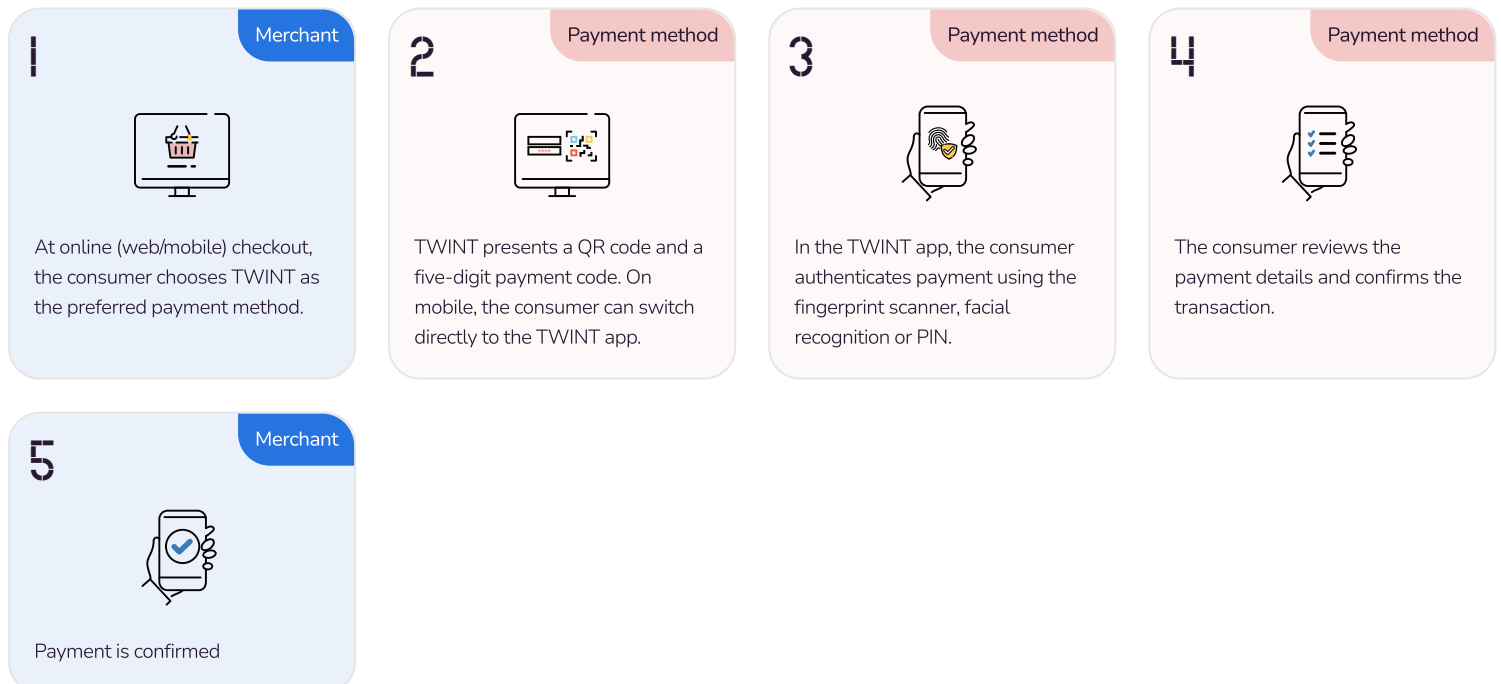 1
Merchant
At online (web/mobile) checkout,
the consumer chooses TWINT as
the preferred payment method.
2
Payment method
TWINT presents a QR code and a
five-digit payment code. On
mobile, the consumer can switch
directly to the TWINT app.
3
Payment method
In the TWINT app, the consumer
authenticates payment using the
fingerprint scanner, facial
recognition or PIN.
4
Payment method
The consumer reviews the
payment details and confirms the
transaction.
5
Merchant
Payment is confirmed